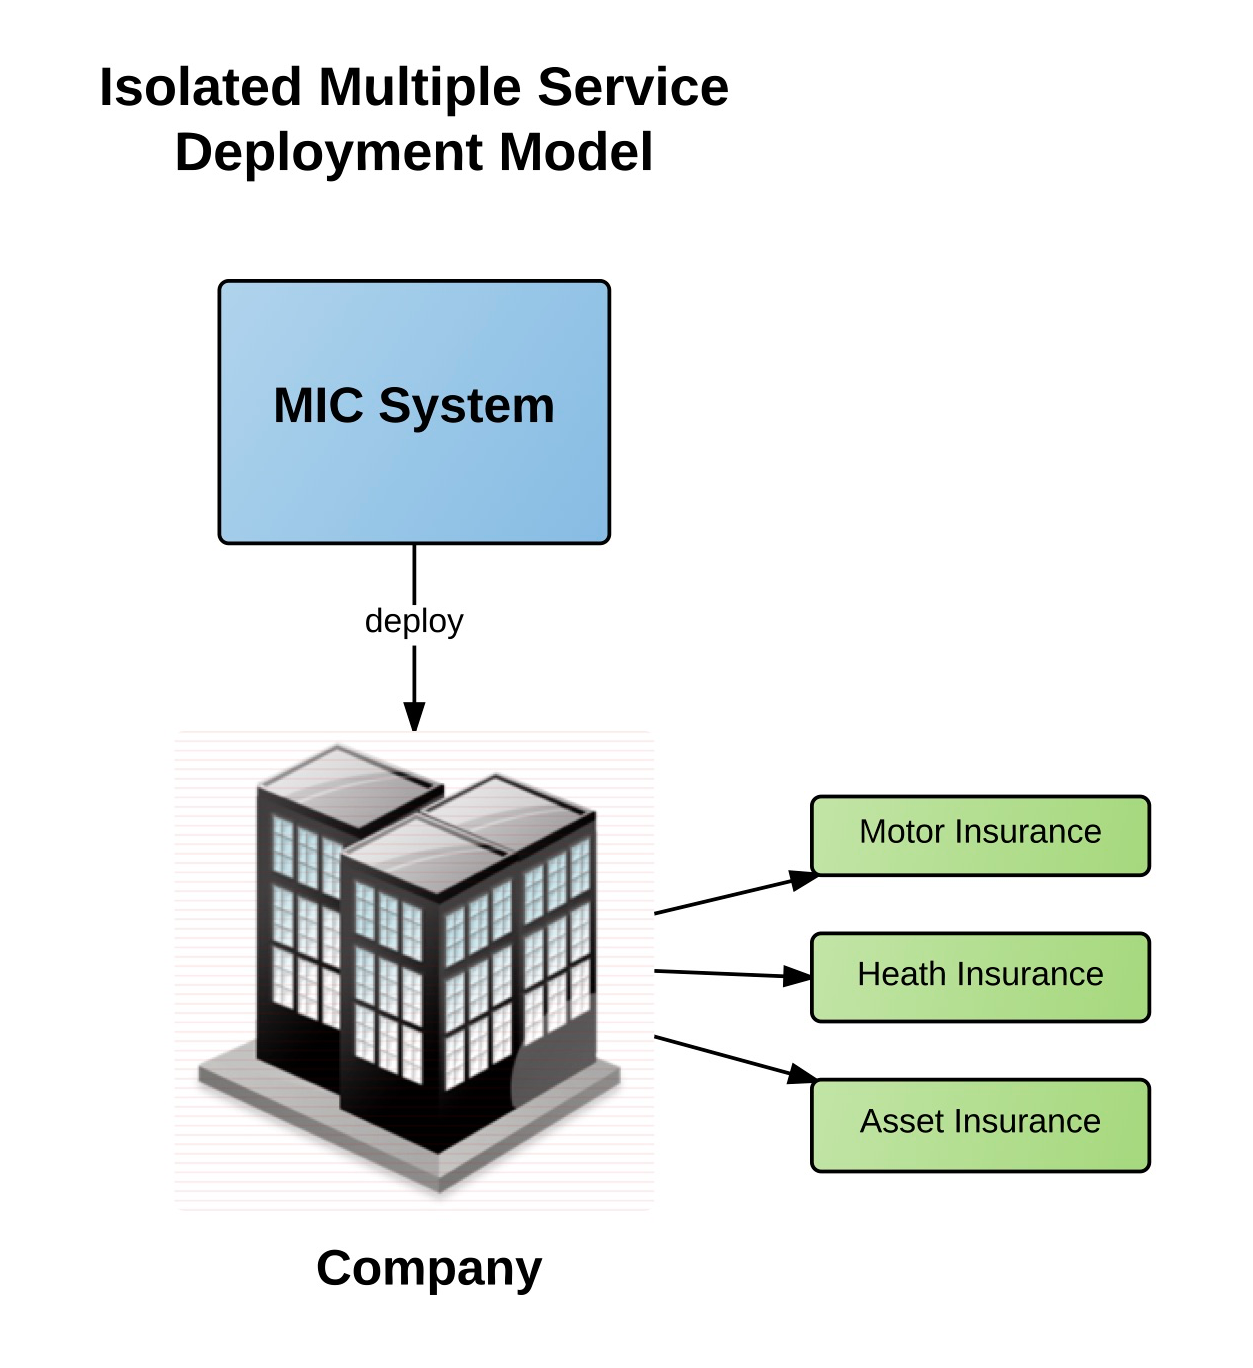 Isolated Multiple Service
Deployment Model
MIC System
deploy
Motor Insurance
Heath Insurance
Asset Insurance
Company